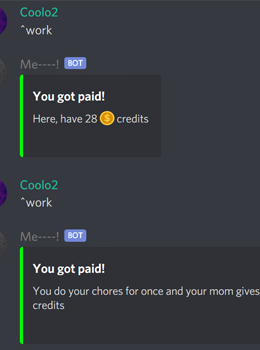 Coolo2
^work
Me----! BOT
You got paid!
Here, have 28 credits
Coolo2
^work
Me----! BOT
You got paid!
You do your chores for once and your mom gives
credits